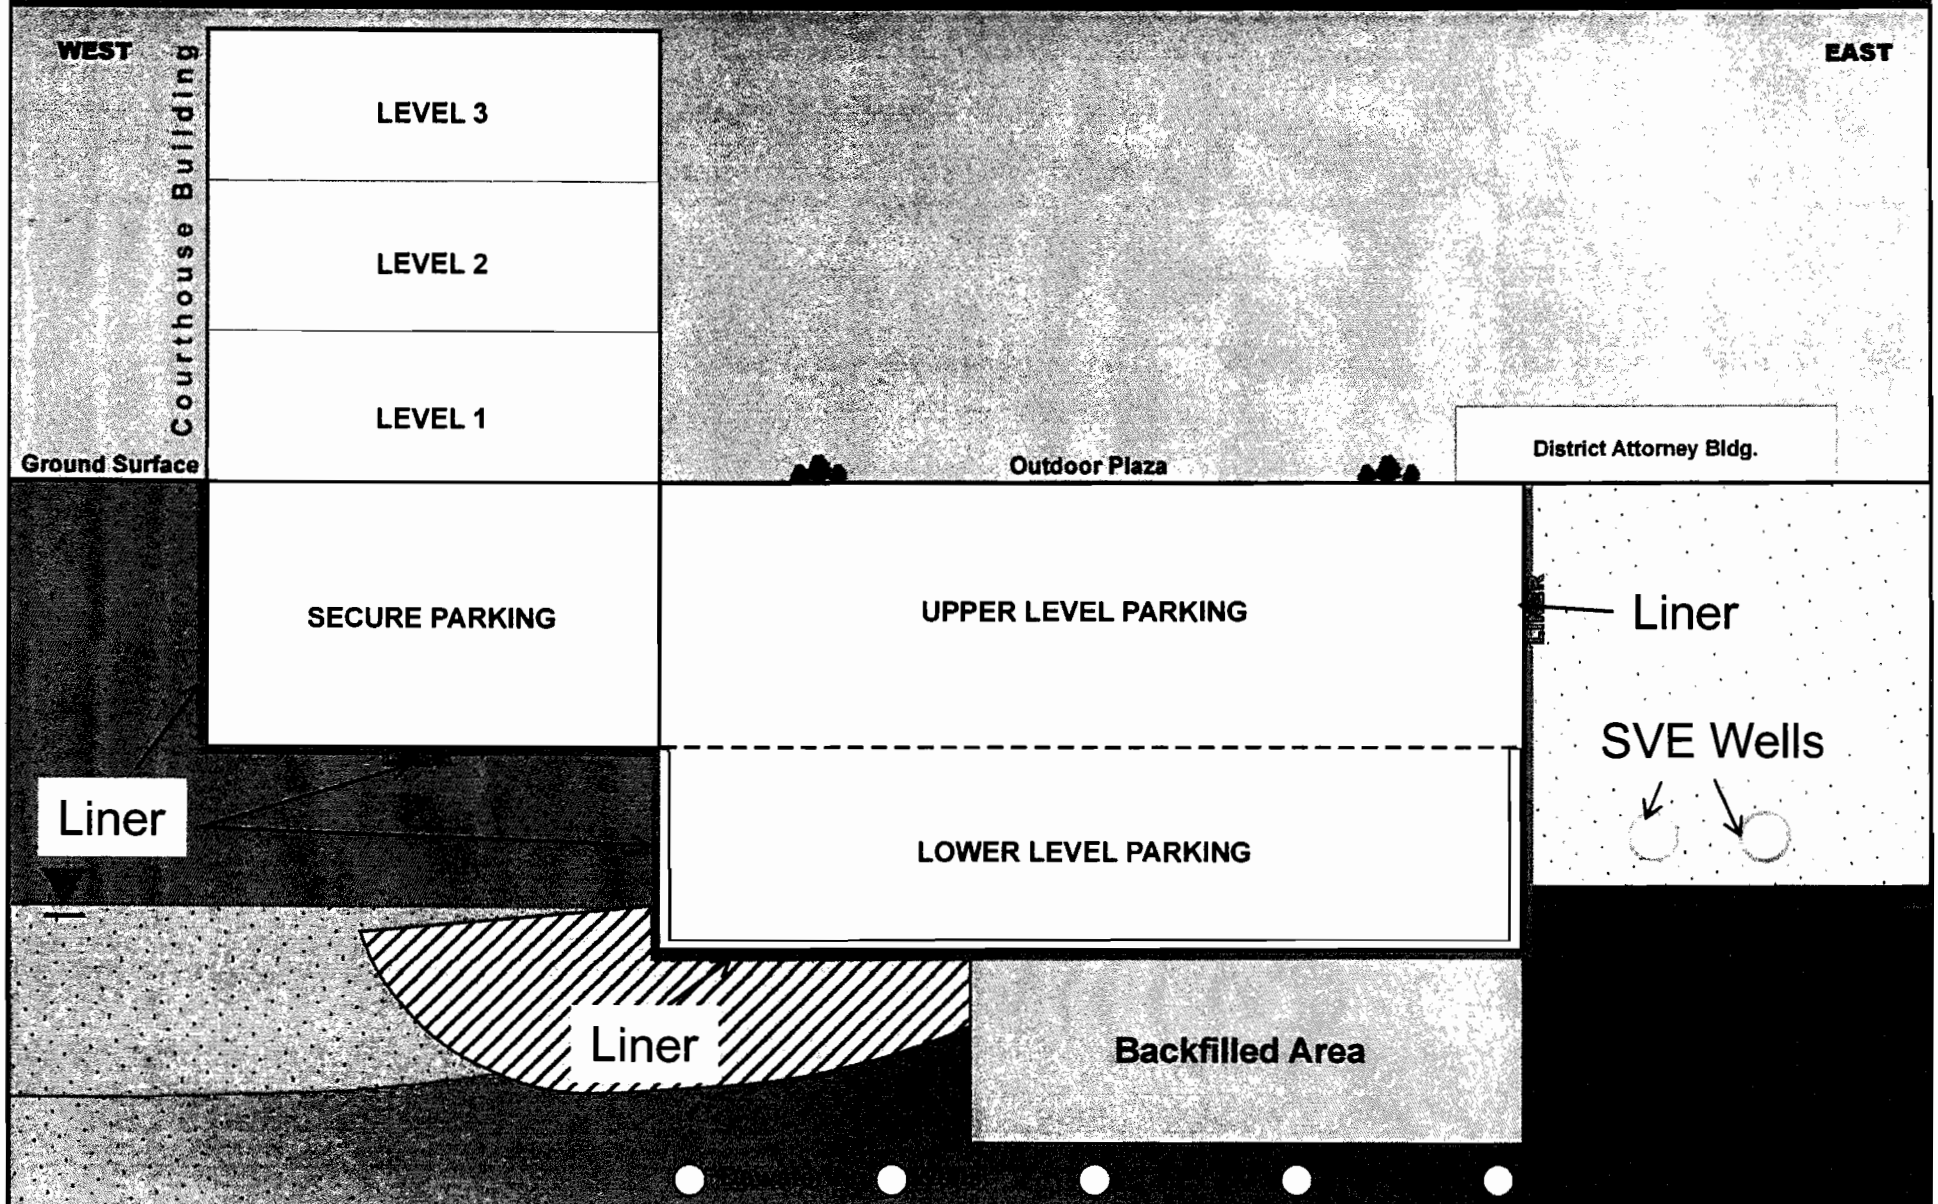 WEST
EAST
Courthouse Building
LEVEL 3
LEVEL 2
LEVEL 1
Ground Surface
Outdoor Plaza
District Attorney Bldg.
SECURE PARKING
UPPER LEVEL PARKING
LINER
Liner
SVE Wells
Liner
LOWER LEVEL PARKING
Liner
Backfilled Area